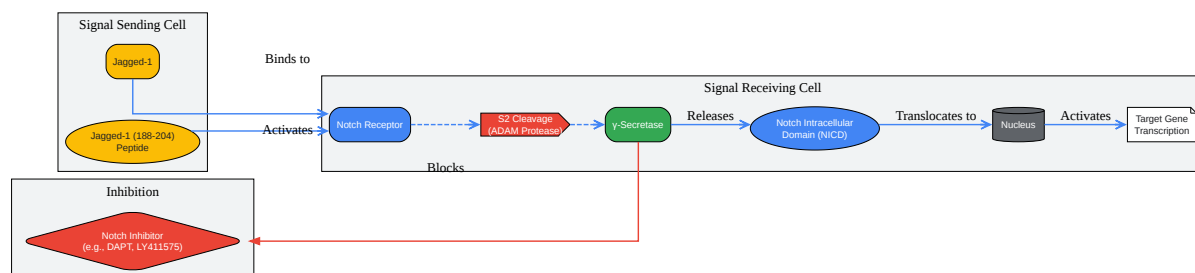 Signal Sending Cell
Jagged-1
Jagged-1 (188-204)
Peptide
Binds to
Activates
Signal Receiving Cell
Notch Receptor
S2 Cleavage
(ADAM Protease)
γ-Secretase
Releases
Notch Intracellular
Domain (NICD)
Translocates to
Nucleus
Activates
Target Gene
Transcription
Blocks
Inhibition
Notch Inhibitor
(e.g., DAPT, LY411575)